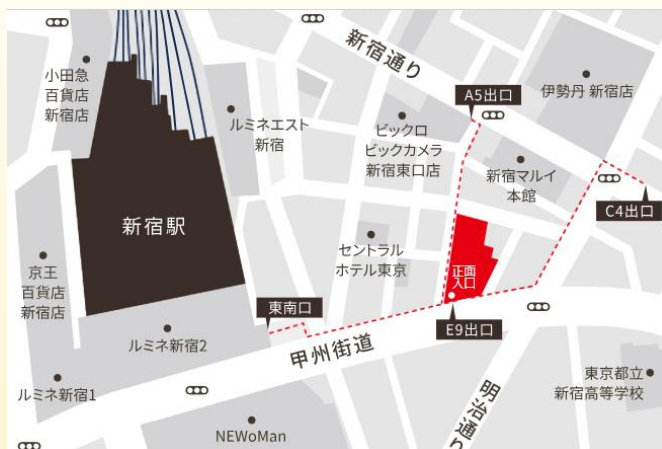 新宿通り
小田急
百貨店
新宿店
A5出口
伊勢丹 新宿店
ルミネエスト
新宿
ビックロ
ビックカメラ
新宿東口店
新宿マルイ
本館
C4出口
新宿駅
セントラル
ホテル東京
正面
入口
京王
百貨店
新宿店
東南口
E9出口
ルミネ新宿2
甲州街道
ルミネ新宿1
明治通り
東京都立
新宿高等学校
NEWoMan